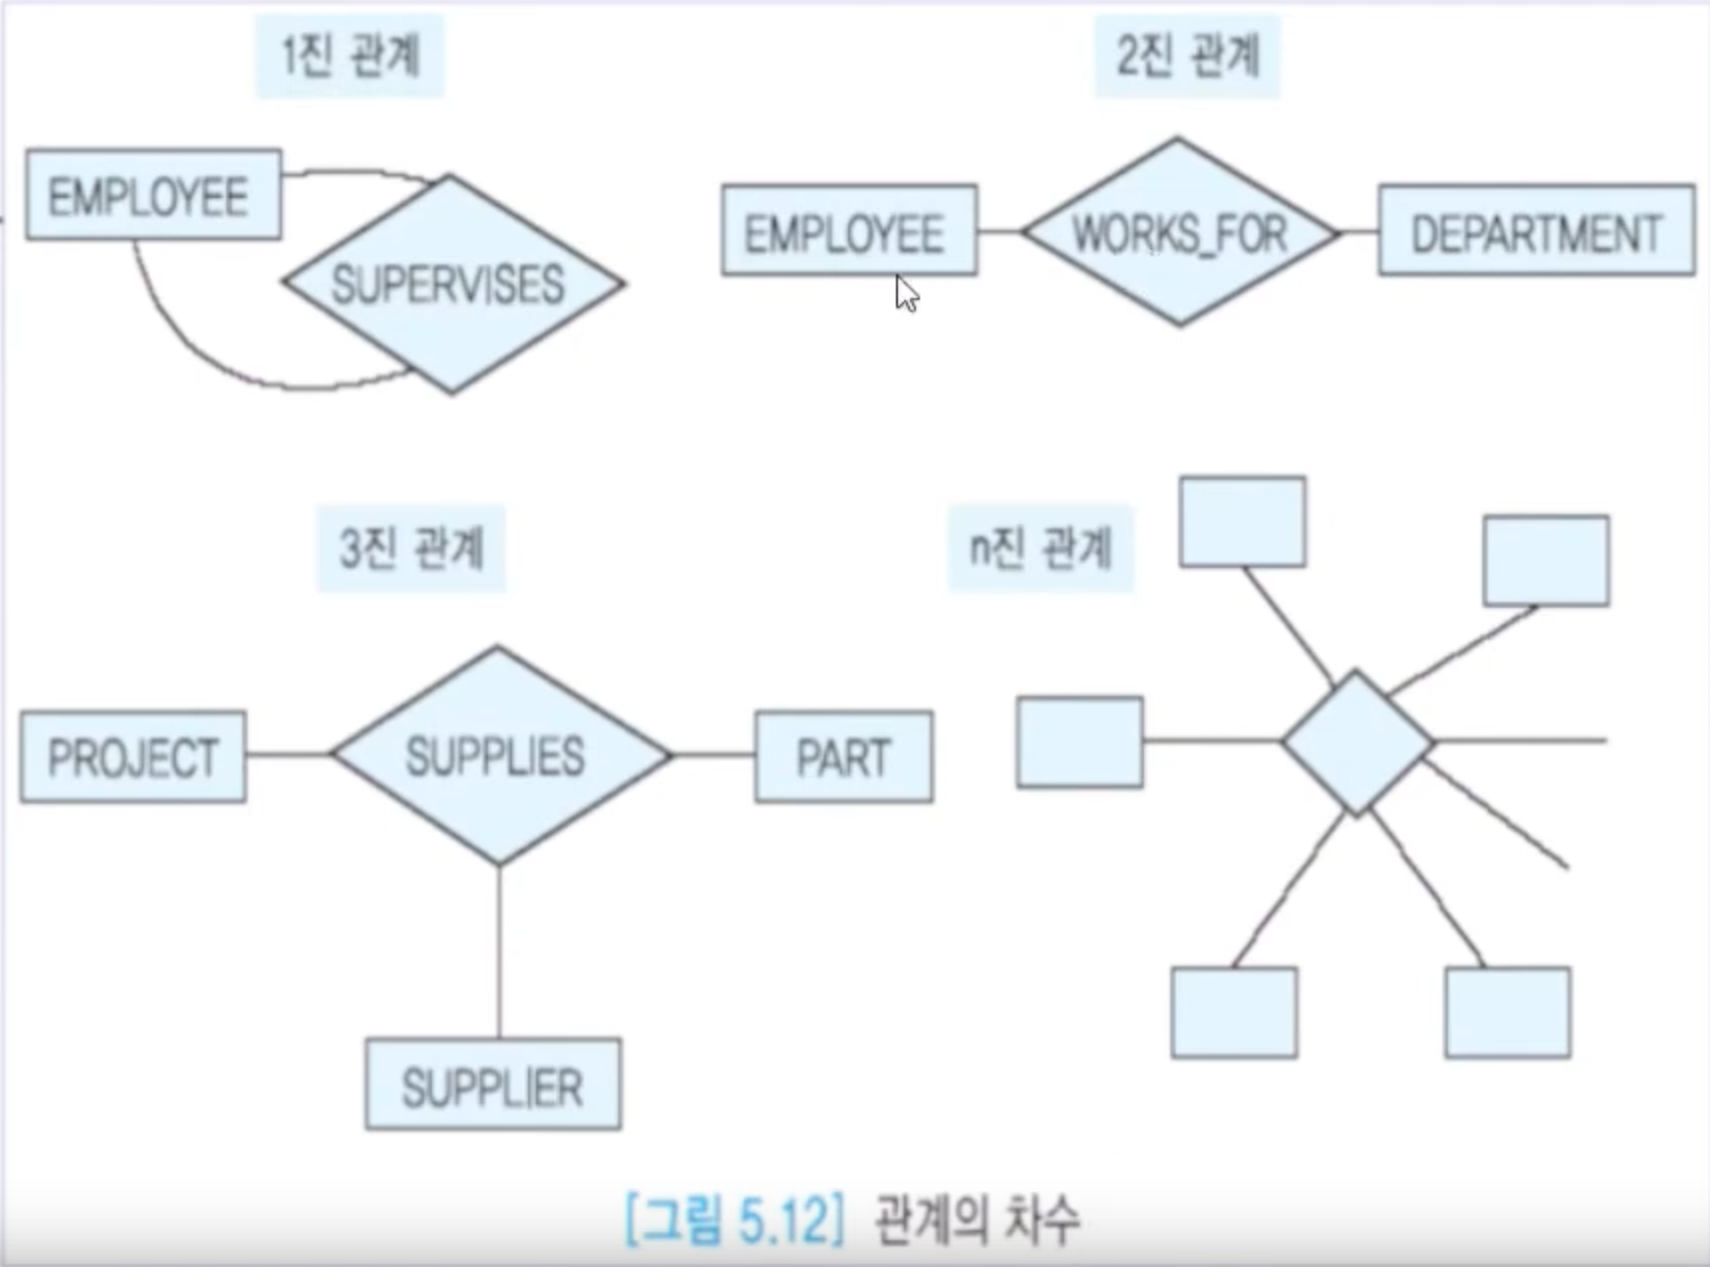 1진 관계
2진 관계
EMPLOYEE
SUPERVISES
EMPLOYEE
WORKS_FOR
DEPARTMENT
3진 관계
n진 관계
PROJECT
SUPPLIES
PART
SUPPLIER
[그림 5.12] 관계의 차수